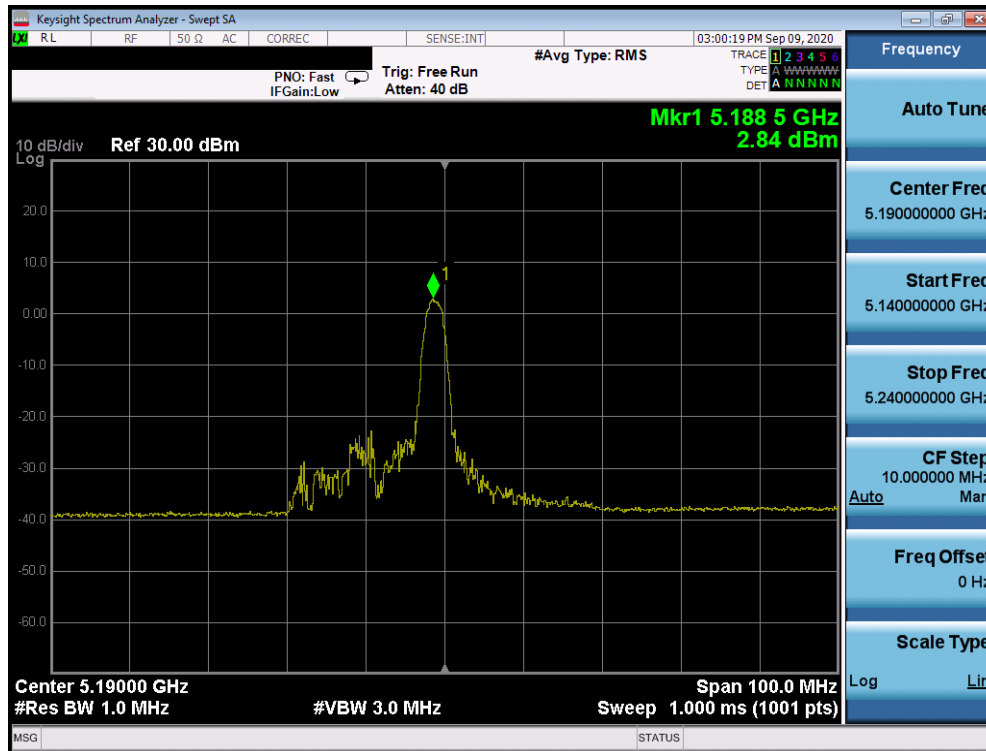 Keysight Spectrum Analyzer - Swept SA
LXI RL RF 50 Ω AC CORREC SENSE:INT 03:00:19 PM Sep 09, 2020
#Avg Type: RMS TRACE 1 2 3 4 5 6
PNO: Fast Trig: Free Run TYPE A WWWWW
IFGain:Low Atten: 40 dB DET A N N N N N
Mkr1 5.188 5 GHz
2.84 dBm
10 dB/div Ref 30.00 dBm
Log
20.0
10.0
1
0.00
-10.0
-20.0
-30.0
-40.0
-50.0
-60.0
Center 5.19000 GHz Span 100.0 MHz
#Res BW 1.0 MHz #VBW 3.0 MHz Sweep 1.000 ms (1001 pts)
MSG STATUS
Frequency
Auto Tune
Center Freq
5.190000000 GHz
Start Freq
5.140000000 GHz
Stop Freq
5.240000000 GHz
CF Step
10.000000 MHz
Auto Man
Freq Offset
0 Hz
Scale Type
Log Lin